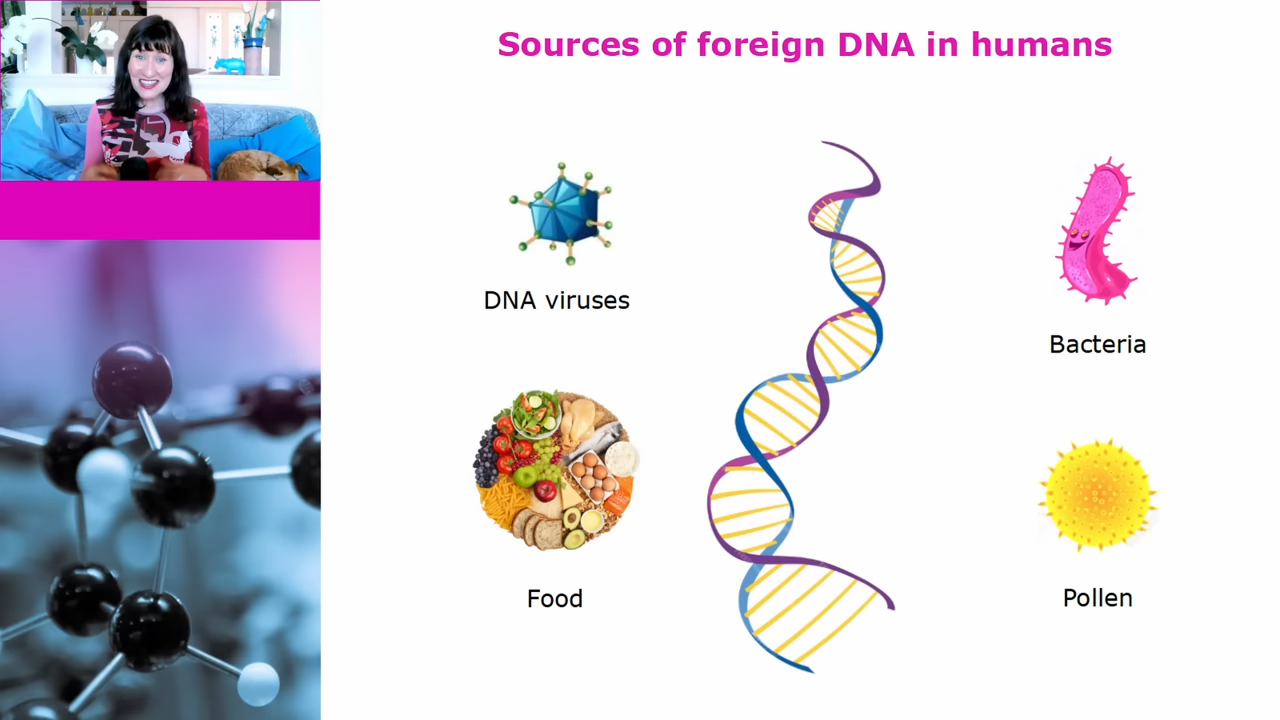 Sources of foreign DNA in humans
DNA viruses
Bacteria
Food
Pollen